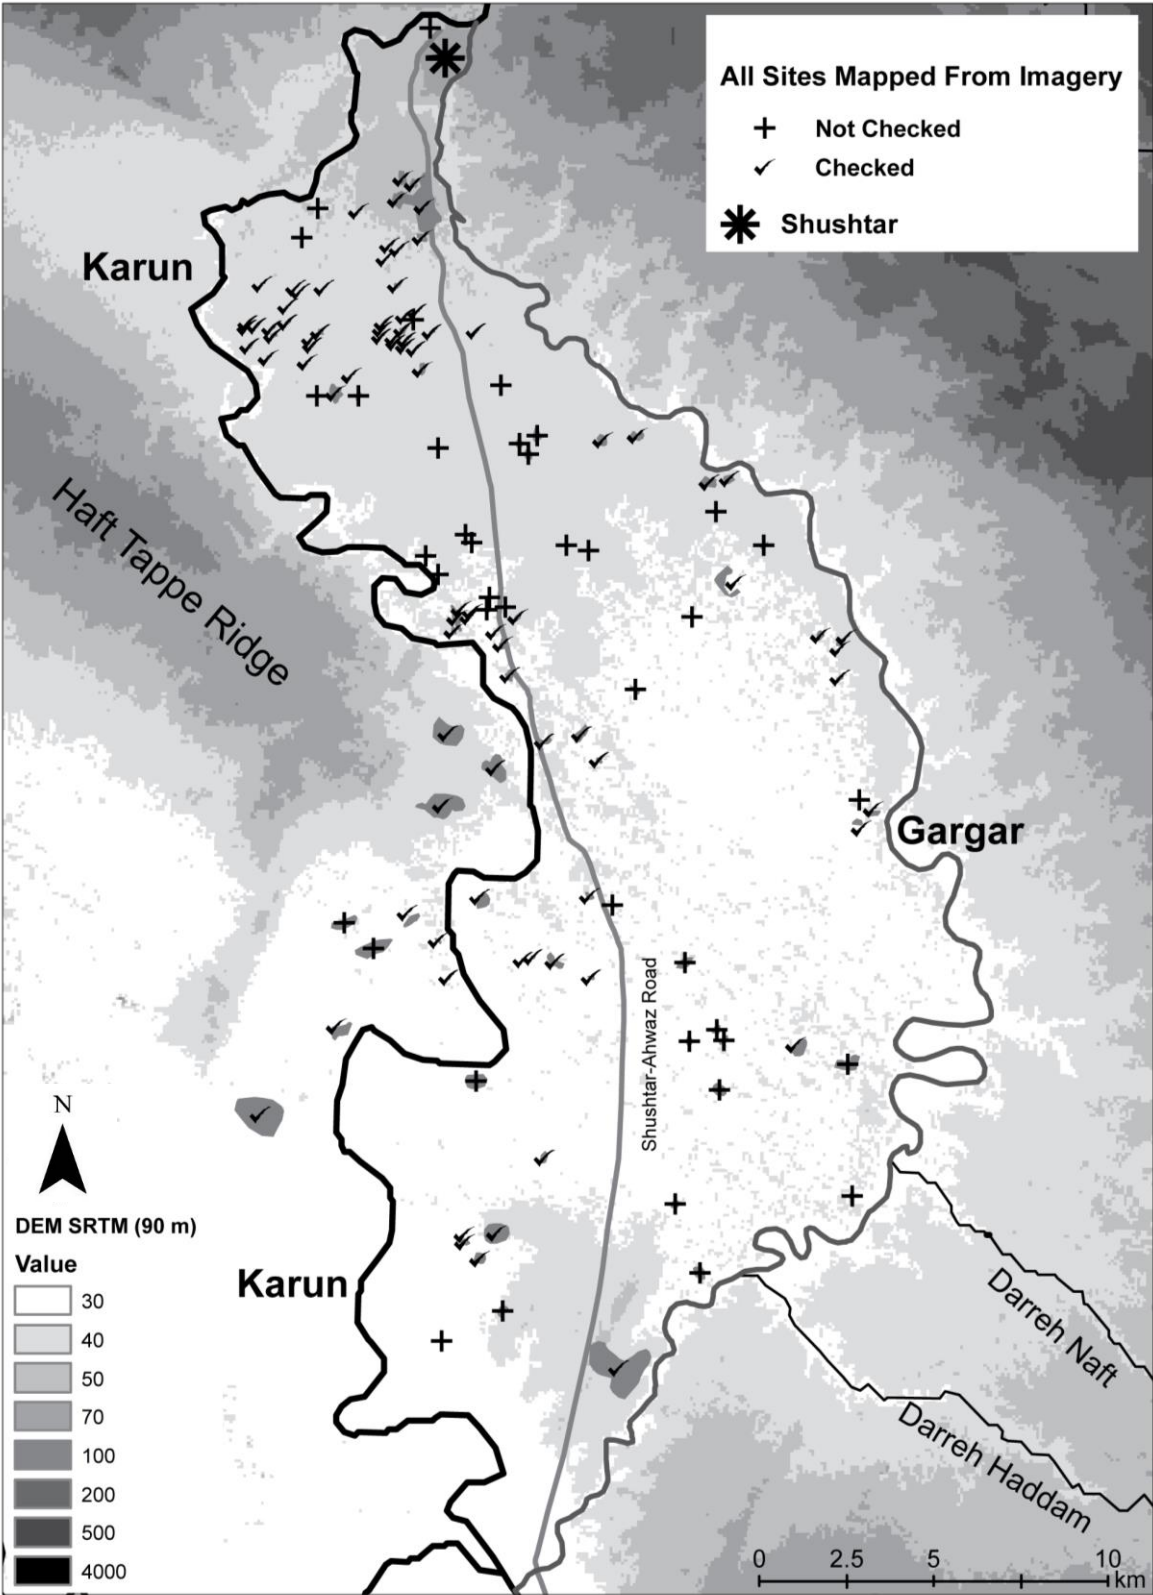 All Sites Mapped From Imagery
Not Checked
Checked
Shushtar
Karun
Haft Tappe Ridge
Gargar
Shushtar-Ahwaz Road
N
DEM SRTM (90 m)
Value
30
40
50
70
100
200
500
4000
Karun
Darreh Naft
Darreh Haddam
0 2.5 5 10
km